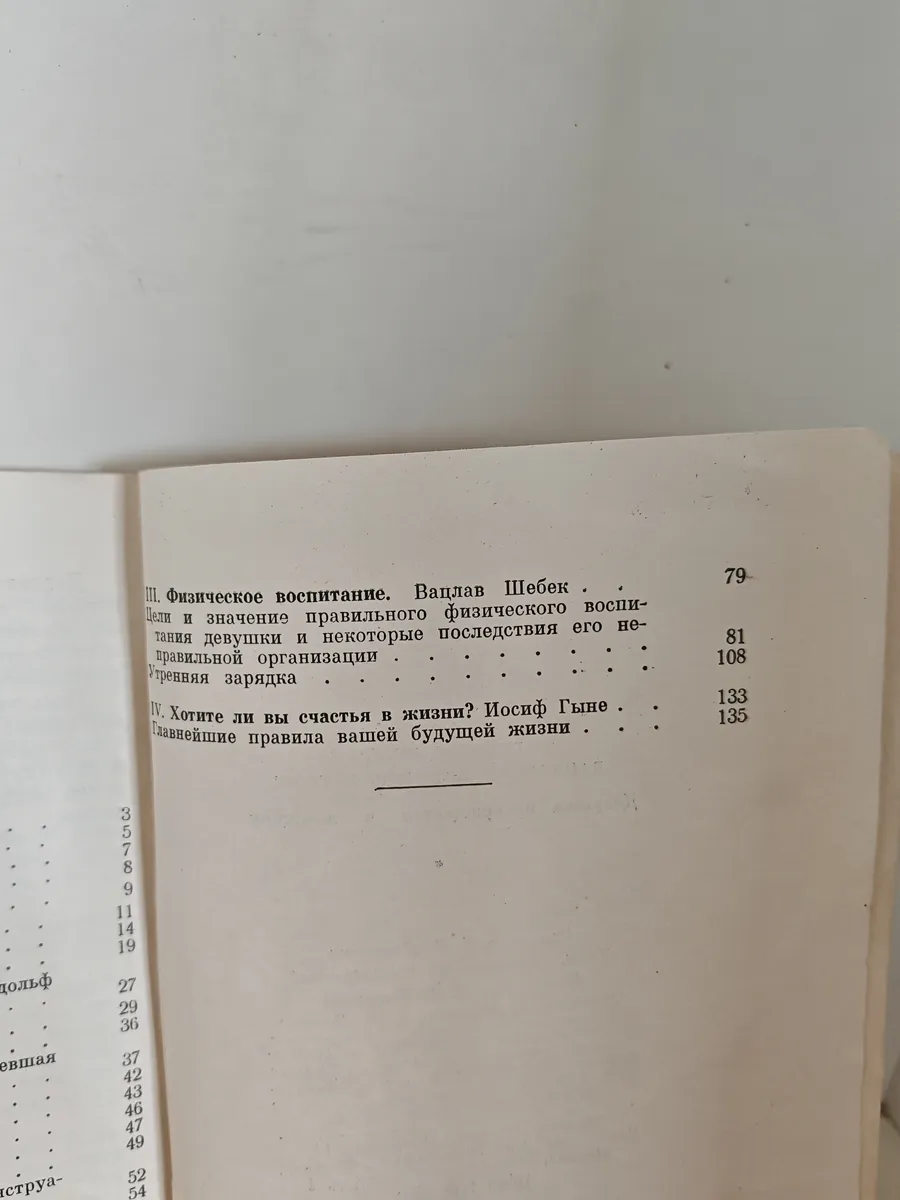 3
5
7
8
9
11
14
19
дольф 27
29
36
евшая 37
42
43
46
47
49
нструа- 52
54
III. Физическое воспитание. Вацлав Шебек . . 79
Цели и значение правильного физического воспи-
тания девушки и некоторые последствия его не-
правильной организации . . . . . . . 81
Утренняя зарядка . . . . . . . . . . 108
IV. Хотите ли вы счастья в жизни? Иосиф Гыне . . 133
Главнейшие правила вашей будущей жизни . . . 135